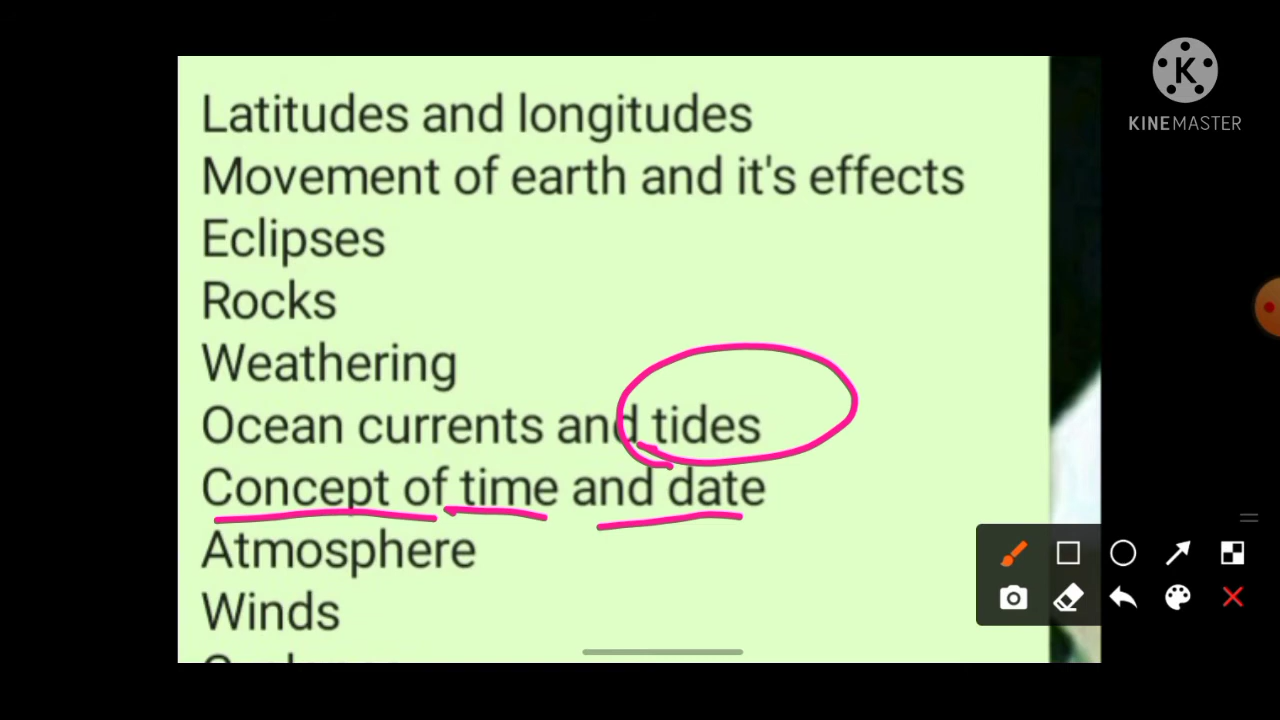 Latitudes and longitudes
Movement of earth and it's effects
Eclipses
Rocks
Weathering
Ocean currents and tides
Concept of time and date
Atmosphere
Winds
K
KINEMASTER